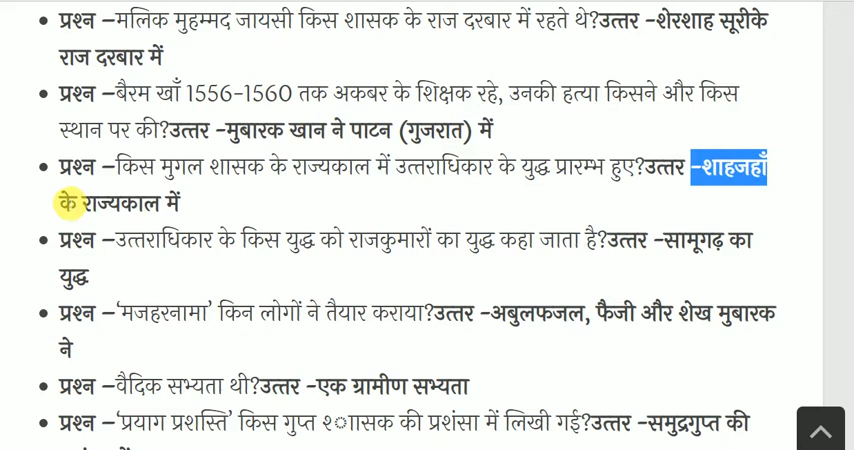 • प्रश्न –मलिक मुहम्मद जायसी किस शासक के राज दरबार में रहते थे?उत्तर -शेरशाह सूरीके
राज दरबार में
• प्रश्न –बैरम खाँ 1556-1560 तक अकबर के शिक्षक रहे, उनकी हत्या किसने और किस
स्थान पर की?उत्तर -मुबारक खान ने पाटन (गुजरात) में
• प्रश्न –किस मुगल शासक के राज्यकाल में उत्तराधिकार के युद्ध प्रारम्भ हुए?उत्तर -शाहजहाँ
के राज्यकाल में
• प्रश्न –उत्तराधिकार के किस युद्ध को राजकुमारों का युद्ध कहा जाता है?उत्तर -सामूगढ़ का
युद्ध
• प्रश्न –‘मजहरनामा’ किन लोगों ने तैयार कराया?उत्तर -अबुलफजल, फैजी और शेख मुबारक
ने
• प्रश्न –वैदिक सभ्यता थी?उत्तर -एक ग्रामीण सभ्यता
• प्रश्न –‘प्रयाग प्रशस्ति’ किस गुप्त श्ाासक की प्रशंसा में लिखी गई?उत्तर -समुद्रगुप्त की